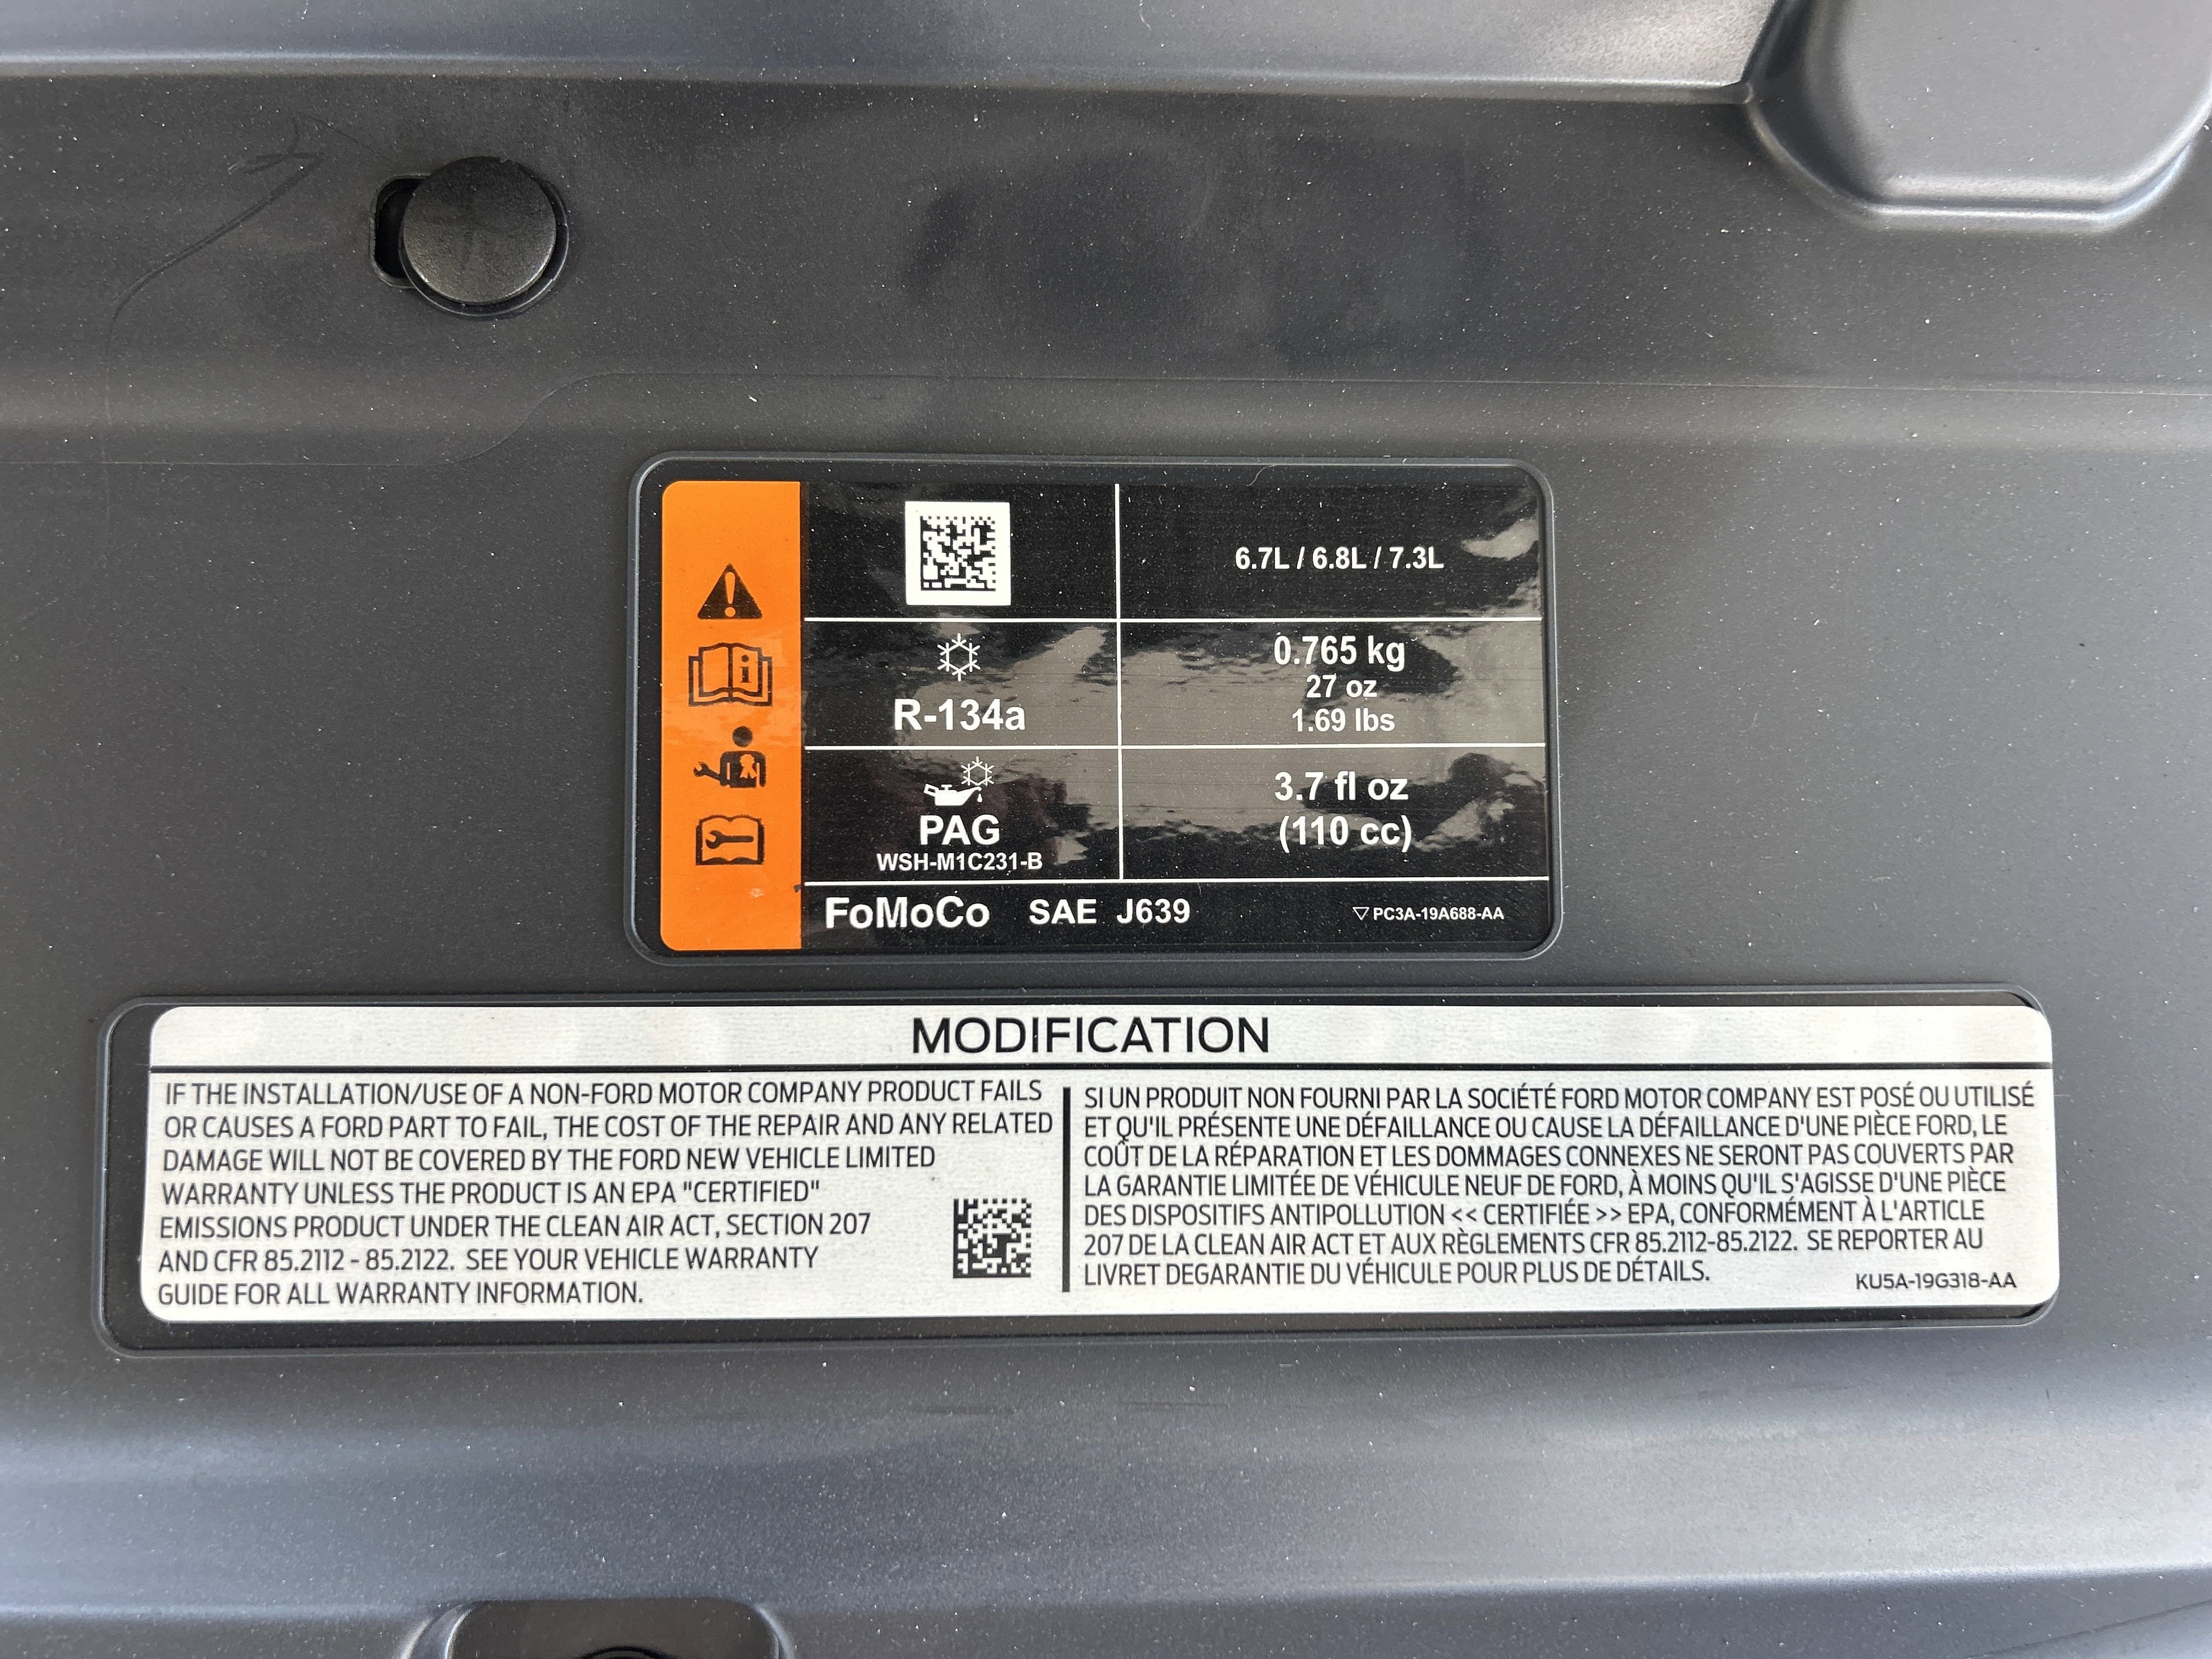 6.7L / 6.8L / 7.3L
R-134a
0.765 kg
27 oz
1.69 lbs
PAG
WSH-M1C231-B
3.7 fl oz
(110 cc)
FoMoCo SAE J639 PC3A-19A688-AA
MODIFICATION
IF THE INSTALLATION/USE OF A NON-FORD MOTOR COMPANY PRODUCT FAILS
OR CAUSES A FORD PART TO FAIL, THE COST OF THE REPAIR AND ANY RELATED
DAMAGE WILL NOT BE COVERED BY THE FORD NEW VEHICLE LIMITED
WARRANTY UNLESS THE PRODUCT IS AN EPA "CERTIFIED"
EMISSIONS PRODUCT UNDER THE CLEAN AIR ACT, SECTION 207
AND CFR 85.2112 - 85.2122. SEE YOUR VEHICLE WARRANTY
GUIDE FOR ALL WARRANTY INFORMATION.
SI UN PRODUIT NON FOURNI PAR LA SOCIÉTÉ FORD MOTOR COMPANY EST POSÉ OU UTILISÉ
ET QU'IL PRÉSENTE UNE DÉFAILLANCE OU CAUSE LA DÉFAILLANCE D'UNE PIÈCE FORD, LE
COÛT DE LA RÉPARATION ET LES DOMMAGES CONNEXES NE SERONT PAS COUVERTS PAR
LA GARANTIE LIMITÉE DE VÉHICULE NEUF DE FORD, À MOINS QU'IL S'AGISSE D'UNE PIÈCE
DES DISPOSITIFS ANTIPOLLUTION << CERTIFIÉE >> EPA, CONFORMÉMENT À L'ARTICLE
207 DE LA CLEAN AIR ACT ET AUX RÈGLEMENTS CFR 85.2112-85.2122. SE REPORTER AU
LIVRET DEGARANTIE DU VÉHICULE POUR PLUS DE DÉTAILS.
KU5A-19G318-AA